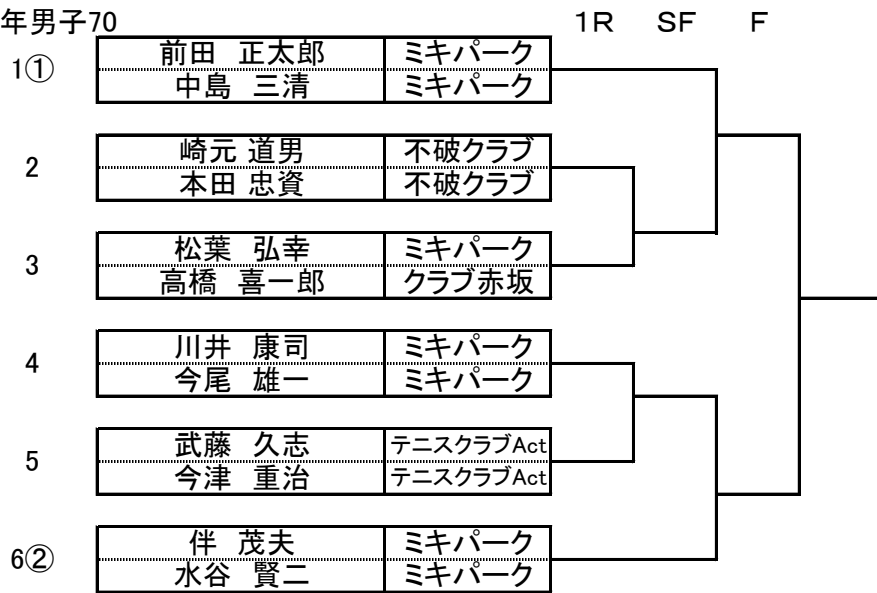 年男子70 1R SF F
1① 前田 正太郎 ミキパーク
中島 三清 ミキパーク
2 崎元 道男 不破クラブ
本田 忠資 不破クラブ
3 松葉 弘幸 ミキパーク
高橋 喜一郎 クラブ赤坂
4 川井 康司 ミキパーク
今尾 雄一 ミキパーク
5 武藤 久志 テニスクラブAct
今津 重治 テニスクラブAct
6② 伴 茂夫 ミキパーク
水谷 賢二 ミキパーク